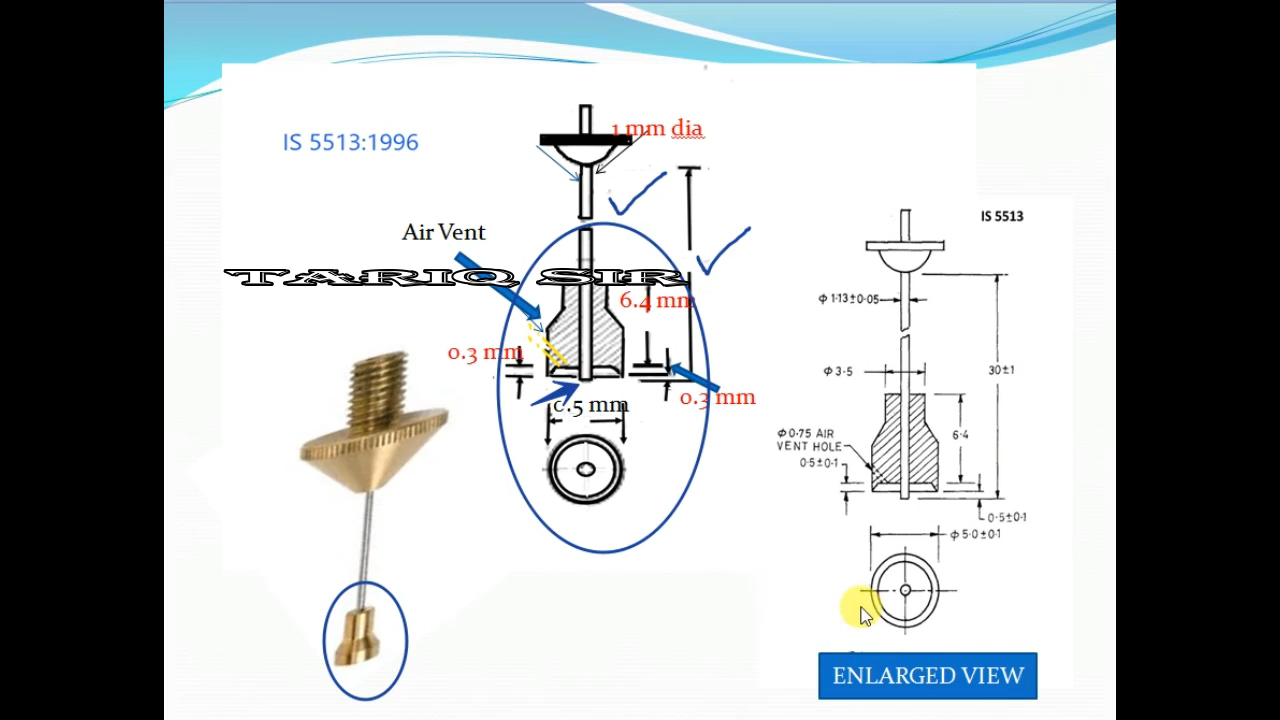 IS 5513:1996
1 mm dia
Air Vent
TARIQ SIR
6.4 mm
0.3 mm
0.3 mm
0.5 mm
IS 5513
ϕ 1·13±0·05
ϕ 3·5
30±1
ϕ 0·75 AIR
VENT HOLE
6·4
0·5±0·1
0·5±0·1
ϕ 5·0±0·1
ENLARGED VIEW